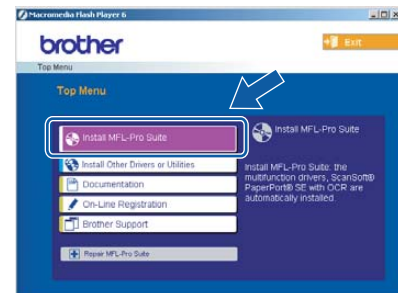 Macromedia Flash Player 6
brother
Exit
Top Menu
Top Menu
Install MFL-Pro Suite
Install Other Drivers or Utilities
Documentation
On-Line Registration
Brother Support
Repair MFL-Pro Suite
Install MFL-Pro Suite
Install MFL-Pro Suite: the
multifunction drivers, ScanSoft®
PaperPort® SE with OCR are
automatically installed.